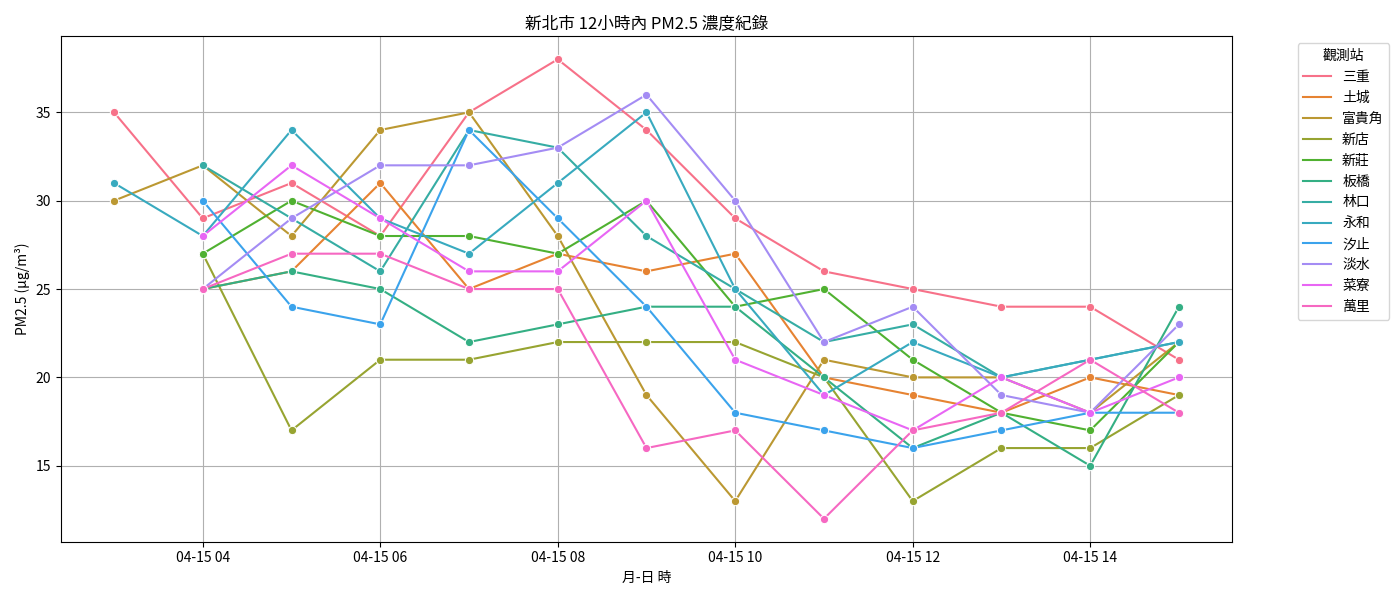 新北市 12小時內 PM2.5 濃度紀錄
PM2.5 (μg/m³)
35
30
25
20
15
04-15 04
04-15 06
04-15 08
04-15 10
04-15 12
04-15 14
月-日 時
觀測站
三重
土城
富貴角
新店
新莊
板橋
林口
永和
汐止
淡水
菜寮
萬里